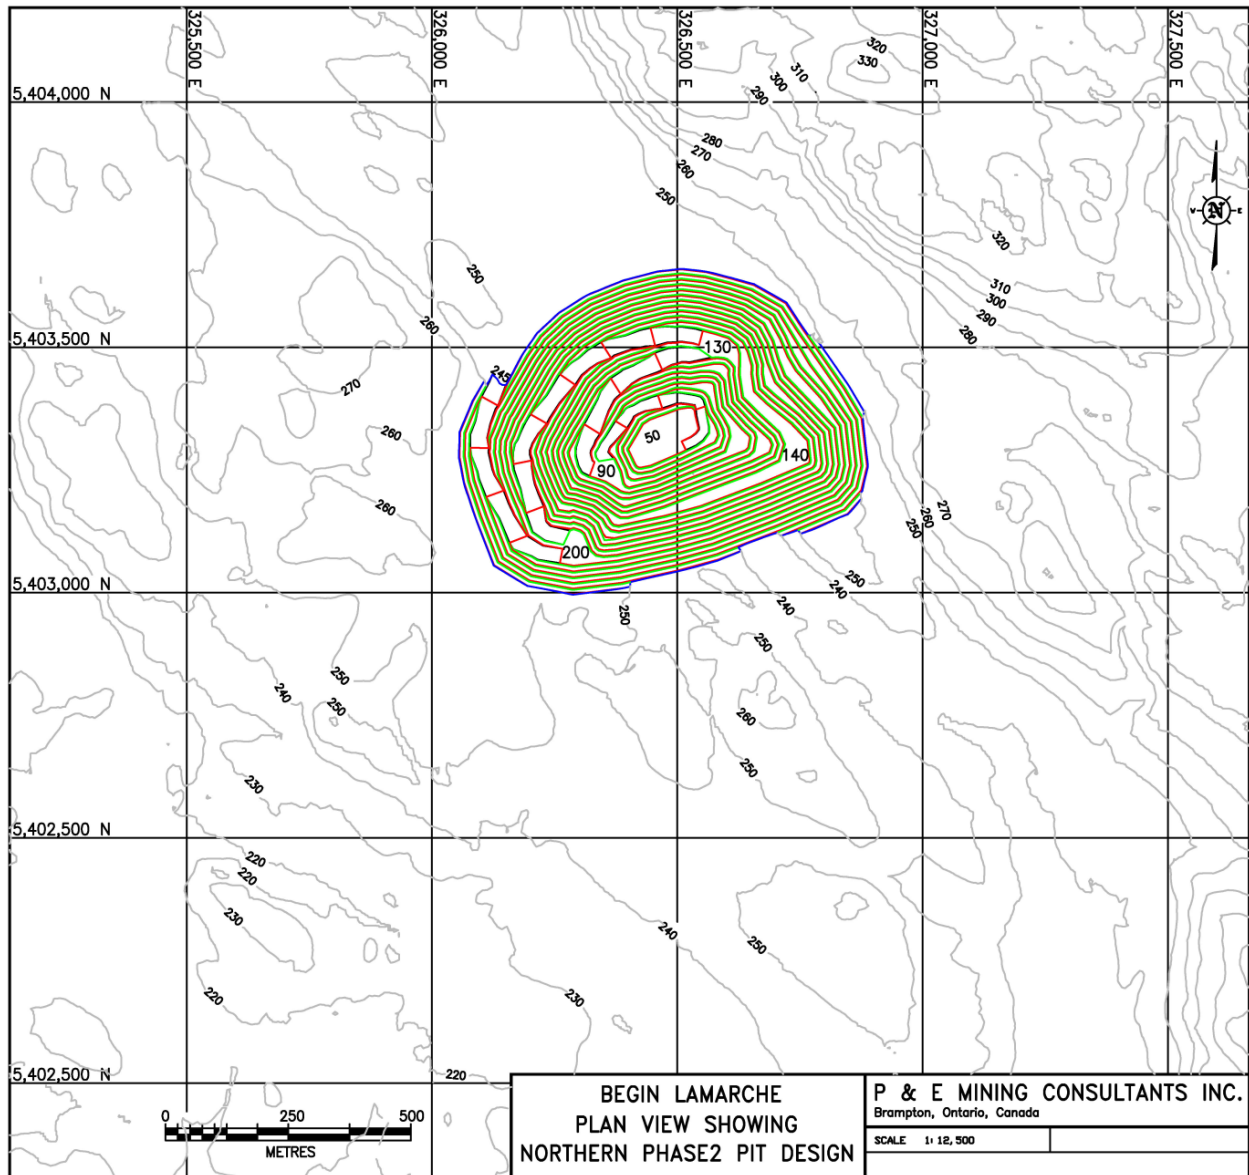 325,500 E
326,000 E
326,500 E
327,000 E
327,500 E
320
330
310
300
290
5,404,000 N
280
270
260
250
N
W
E
320
250
310
300
290
280
260
5,403,500 N
130
245
270
260
50
140
90
270
260
250
260
200
5,403,000 N
250
240
240
250
250
250
240
250
260
250
230
5,402,500 N
220
220
230
240
250
220
230
5,402,500 N
220
0
250
500
METRES
BEGIN LAMARCHE
PLAN VIEW SHOWING
NORTHERN PHASE2 PIT DESIGN
P & E MINING CONSULTANTS INC.
Brampton, Ontario, Canada
SCALE 1:12,500